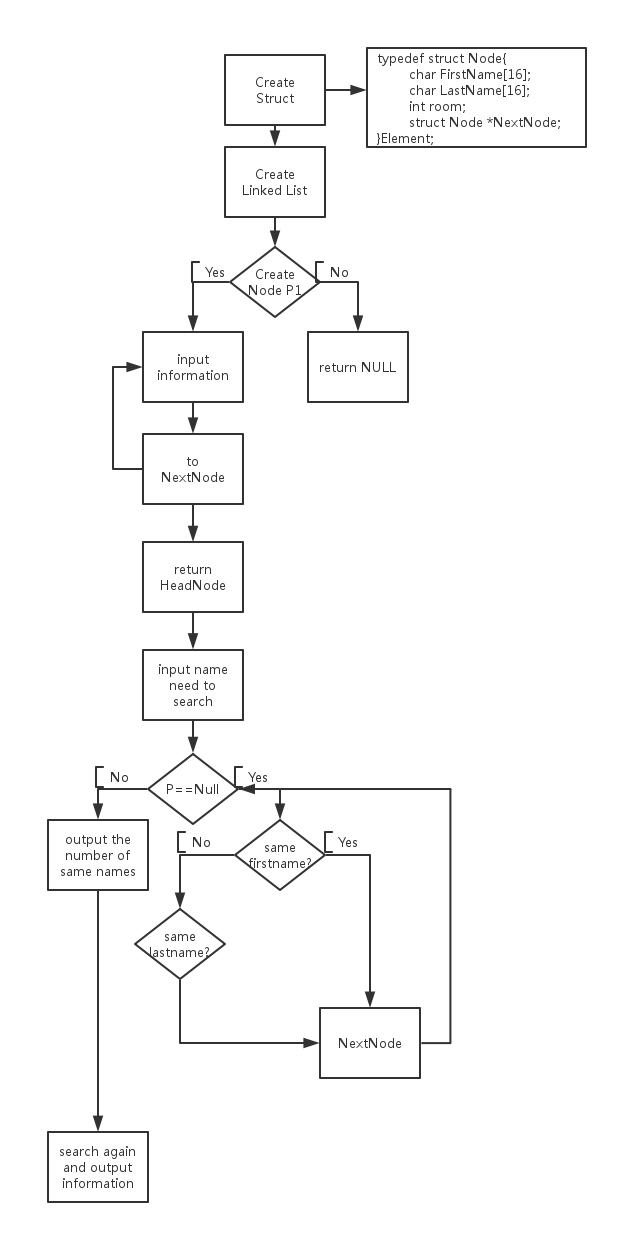 Create
Struct
typedef struct Node{
char FirstName[16];
char LastName[16];
int room;
struct Node *NextNode;
}Element;
Create
Linked List
Yes
Create
Node P1
No
input
information
return NULL
to
NextNode
return
HeadNode
input name
need to
search
No
P==Null
Yes
output the
number of
same names
No
same
firstname?
Yes
same
lastname?
NextNode
search again
and output
information